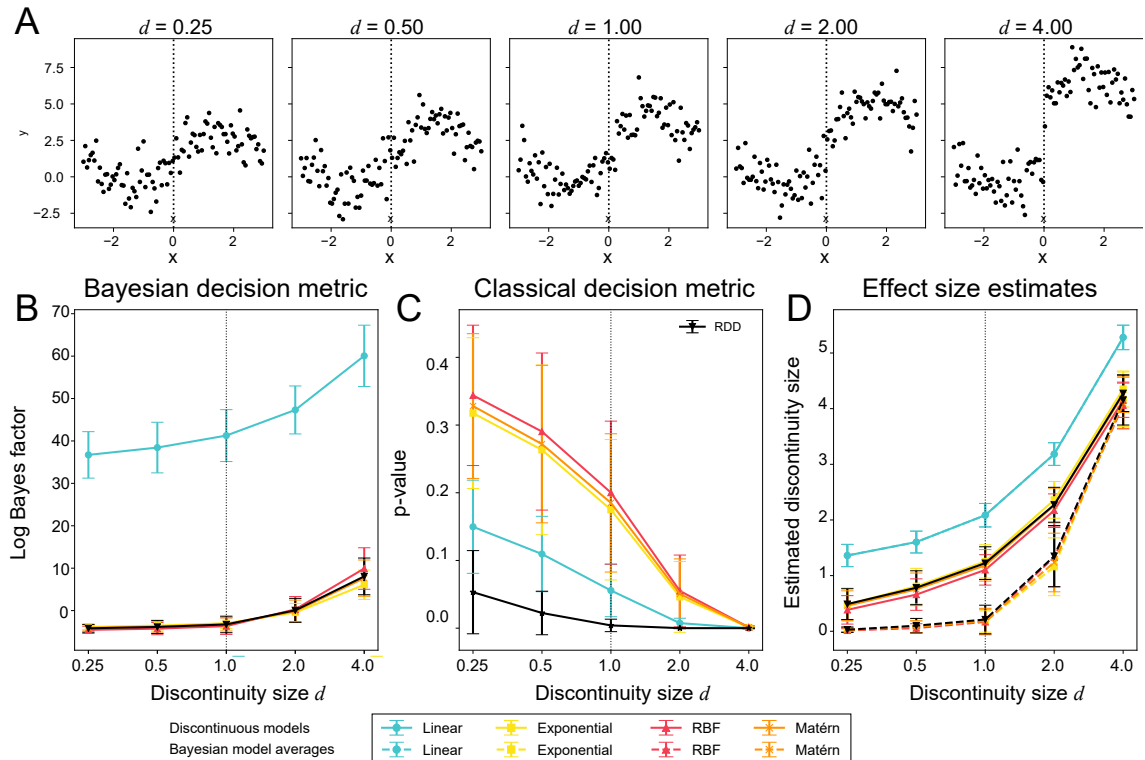 A
d = 0.25 d = 0.50 d = 1.00 d = 2.00 d = 4.00
7.5
5.0
2.5
0.0
−2.5
y
−2 0 2 −2 0 2 −2 0 2 −2 0 2 −2 0 2
x x x x x
X X X X X
B Bayesian decision metric
70
60
50
40
30
20
10
0
Log Bayes factor
0.25 0.5 1.0 2.0 4.0
Discontinuity size d
C Classical decision metric
RDD
0.4
0.3
0.2
0.1
0.0
p-value
0.25 0.5 1.0 2.0 4.0
Discontinuity size d
D Effect size estimates
5
4
3
2
1
0
Estimated discontinuity size
0.25 0.5 1.0 2.0 4.0
Discontinuity size d
Discontinuous models Linear Exponential RBF Matérn
Bayesian model averages Linear Exponential RBF Matérn